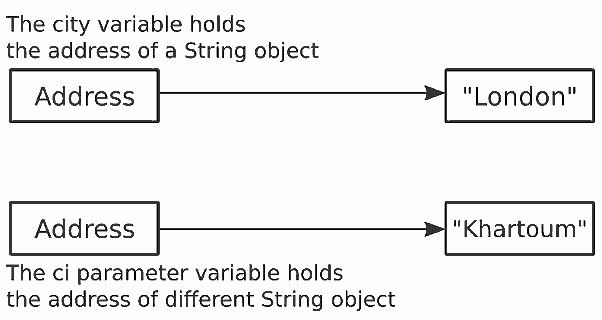 The city variable holds
the address of a String object
Address
"London"
Address
"Khartoum"
The ci parameter variable holds
the address of different String object